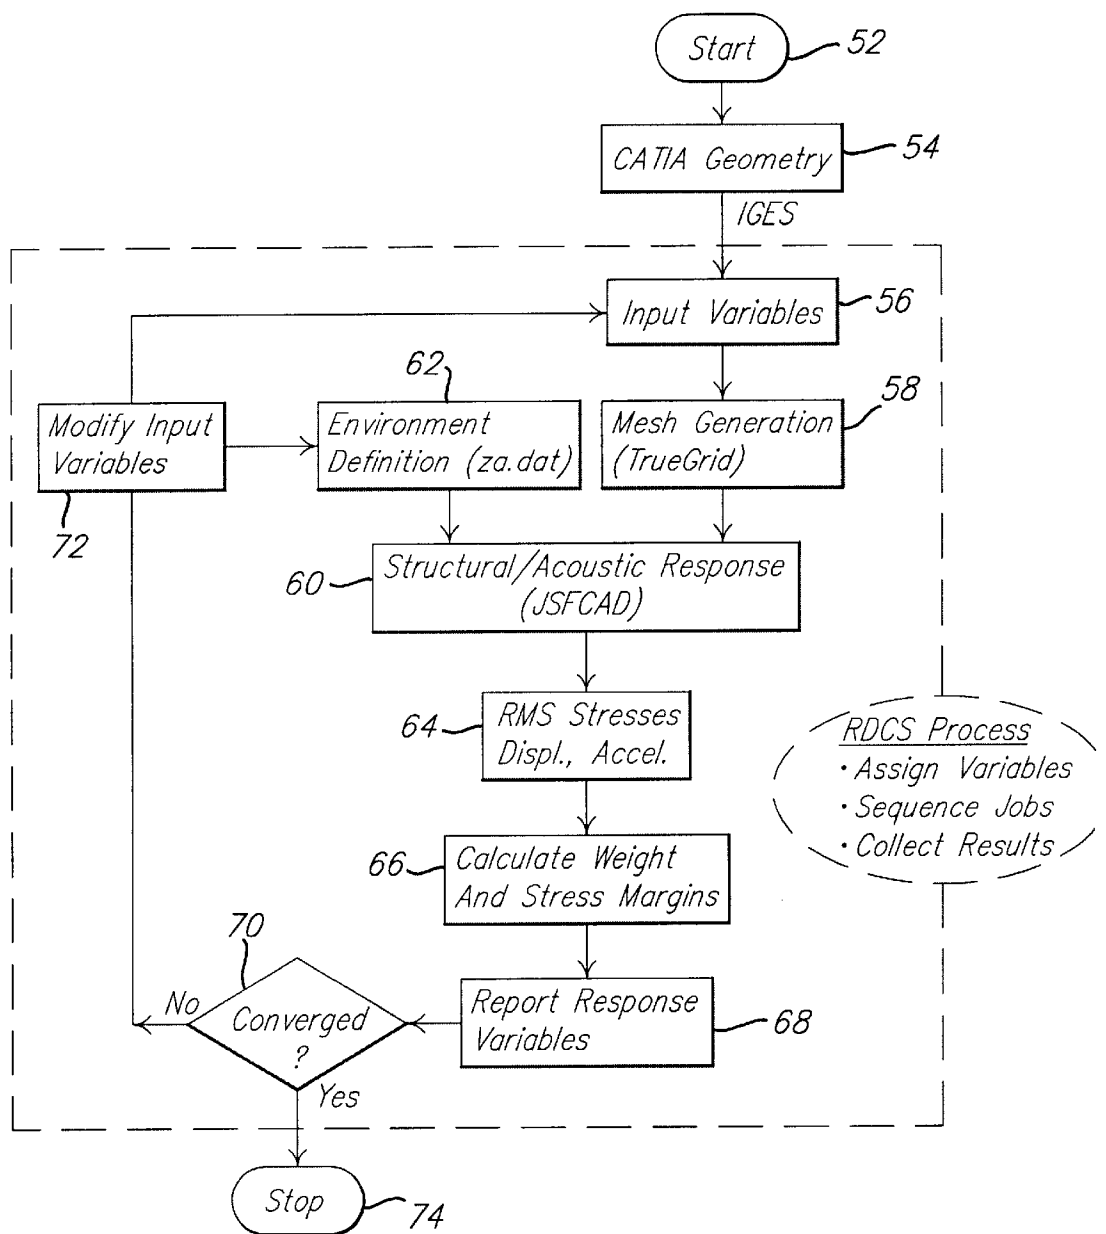 Start
52
CATIA Geometry
54
IGES
Input Variables
56
62
58
Modify Input
Variables
72
Environment
Definition (za.dat)
Mesh Generation
(TrueGrid)
60
Structural/Acoustic Response
(JSFCAD)
64
RMS Stresses
Displ., Accel.
RDCS Process
· Assign Variables
· Sequence Jobs
· Collect Results
66
Calculate Weight
And Stress Margins
70
No
Converged
?
Yes
Report Response
Variables
68
Stop
74